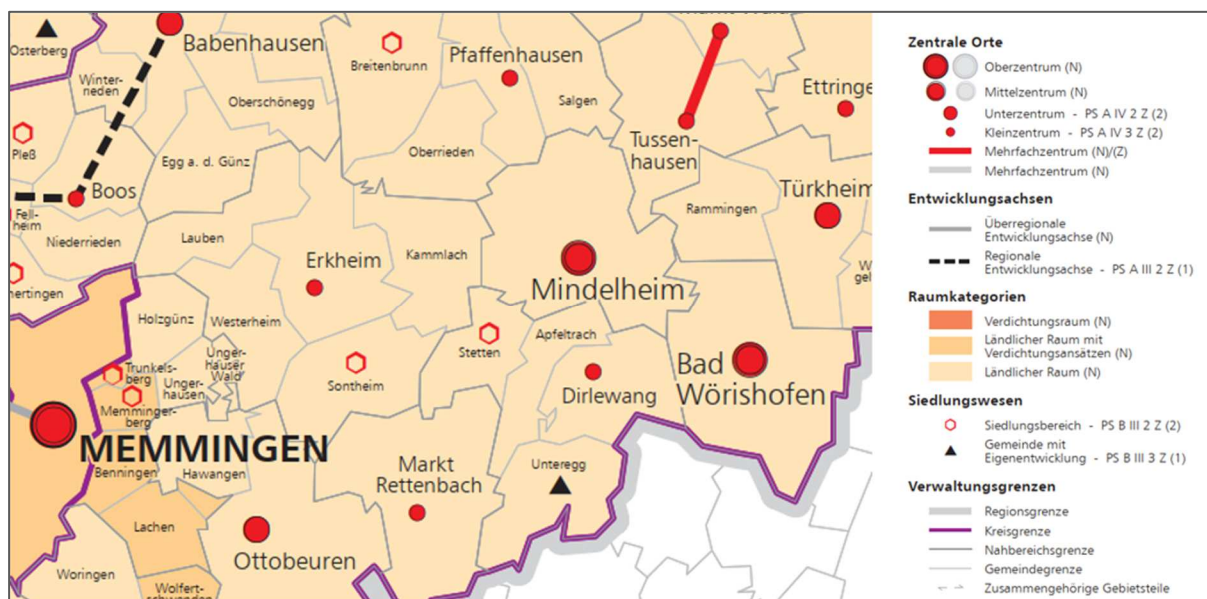 Osterberg
Babenhausen
Winter-
rieden
Oberschönegg
Breitenbrunn
Pfaffenhausen
Salgen
Ettringe
Tussen-
hausen
Pleß
Boos
Egg a. d. Günz
Oberrieden
Türkheim
Rammingen
Fell-
heim
Niederrieden
Lauben
Erkheim
Kammlach
Mindelheim
W
gel
mertingen
Holzgünz
Westerheim
Stetten
Apfeltrach
Trunkels-
berg
Unger-
hauser
Wald
Unger-
hausen
Sontheim
Dirlewang
Bad
Wörishofen
Memminger-
berg
MEMMINGEN
Benningen
Hawangen
Markt
Rettenbach
Unteregg
Lachen
Ottobeuren
Woringen
Wolfert-
schwenden
Zentrale Orte
Oberzentrum (N)
Mittelzentrum (N)
Unterzentrum - PS A IV 2 Z (2)
Kleinzentrum - PS A IV 3 Z (2)
Mehrfachzentrum (N)/(Z)
Mehrfachzentrum (N)
Entwicklungsachsen
Überregionale
Entwicklungsachse (N)
Regionale
Entwicklungsachse - PS A III 2 Z (1)
Raumkategorien
Verdichtungsraum (N)
Ländlicher Raum mit
Verdichtungsansätzen (N)
Ländlicher Raum (N)
Siedlungswesen
Siedlungsbereich - PS B III 2 Z (2)
Gemeinde mit
Eigenentwicklung - PS B III 3 Z (1)
Verwaltungsgrenzen
Regionsgrenze
Kreisgrenze
Nahbereichsgrenze
Gemeindegrenze
Zusammengehörige Gebietsteile